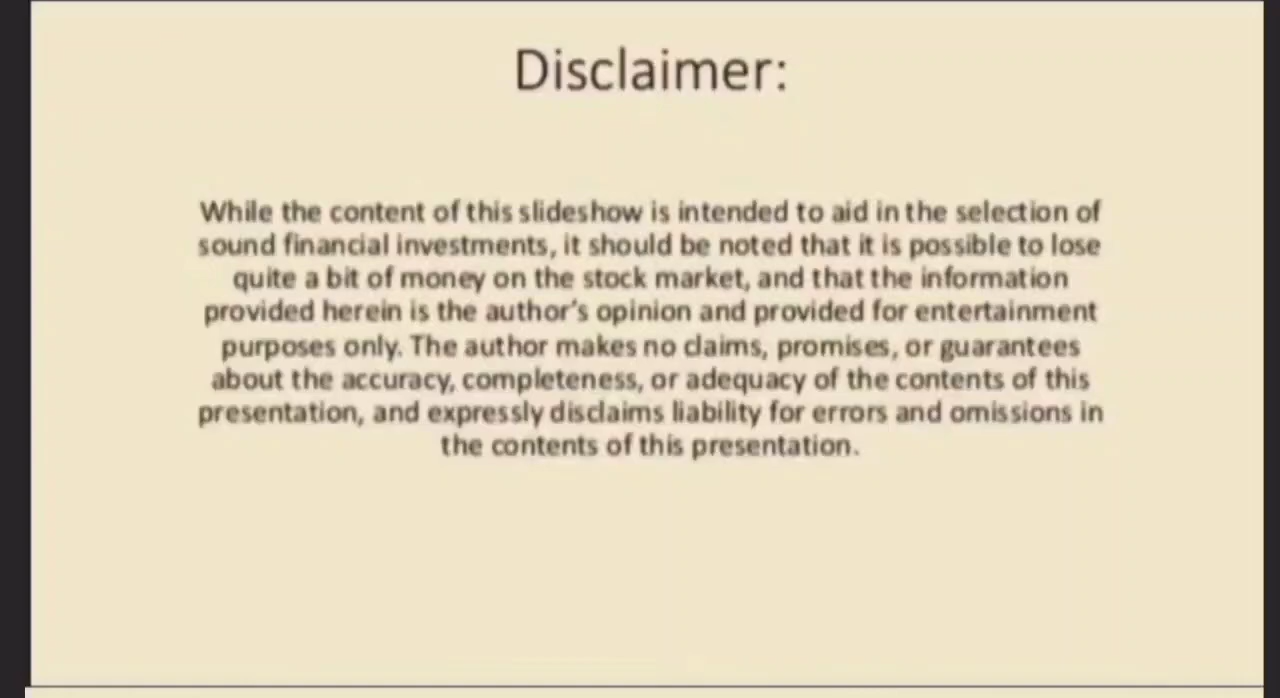 Disclaimer:
While the content of this slideshow is intended to aid in the selection of
sound financial investments, it should be noted that it is possible to lose
quite a bit of money on the stock market, and that the information
provided herein is the author's opinion and provided for entertainment
purposes only. The author makes no claims, promises, or guarantees
about the accuracy, completeness, or adequacy of the contents of this
presentation, and expressly disclaims liability for errors and omissions in
the contents of this presentation.